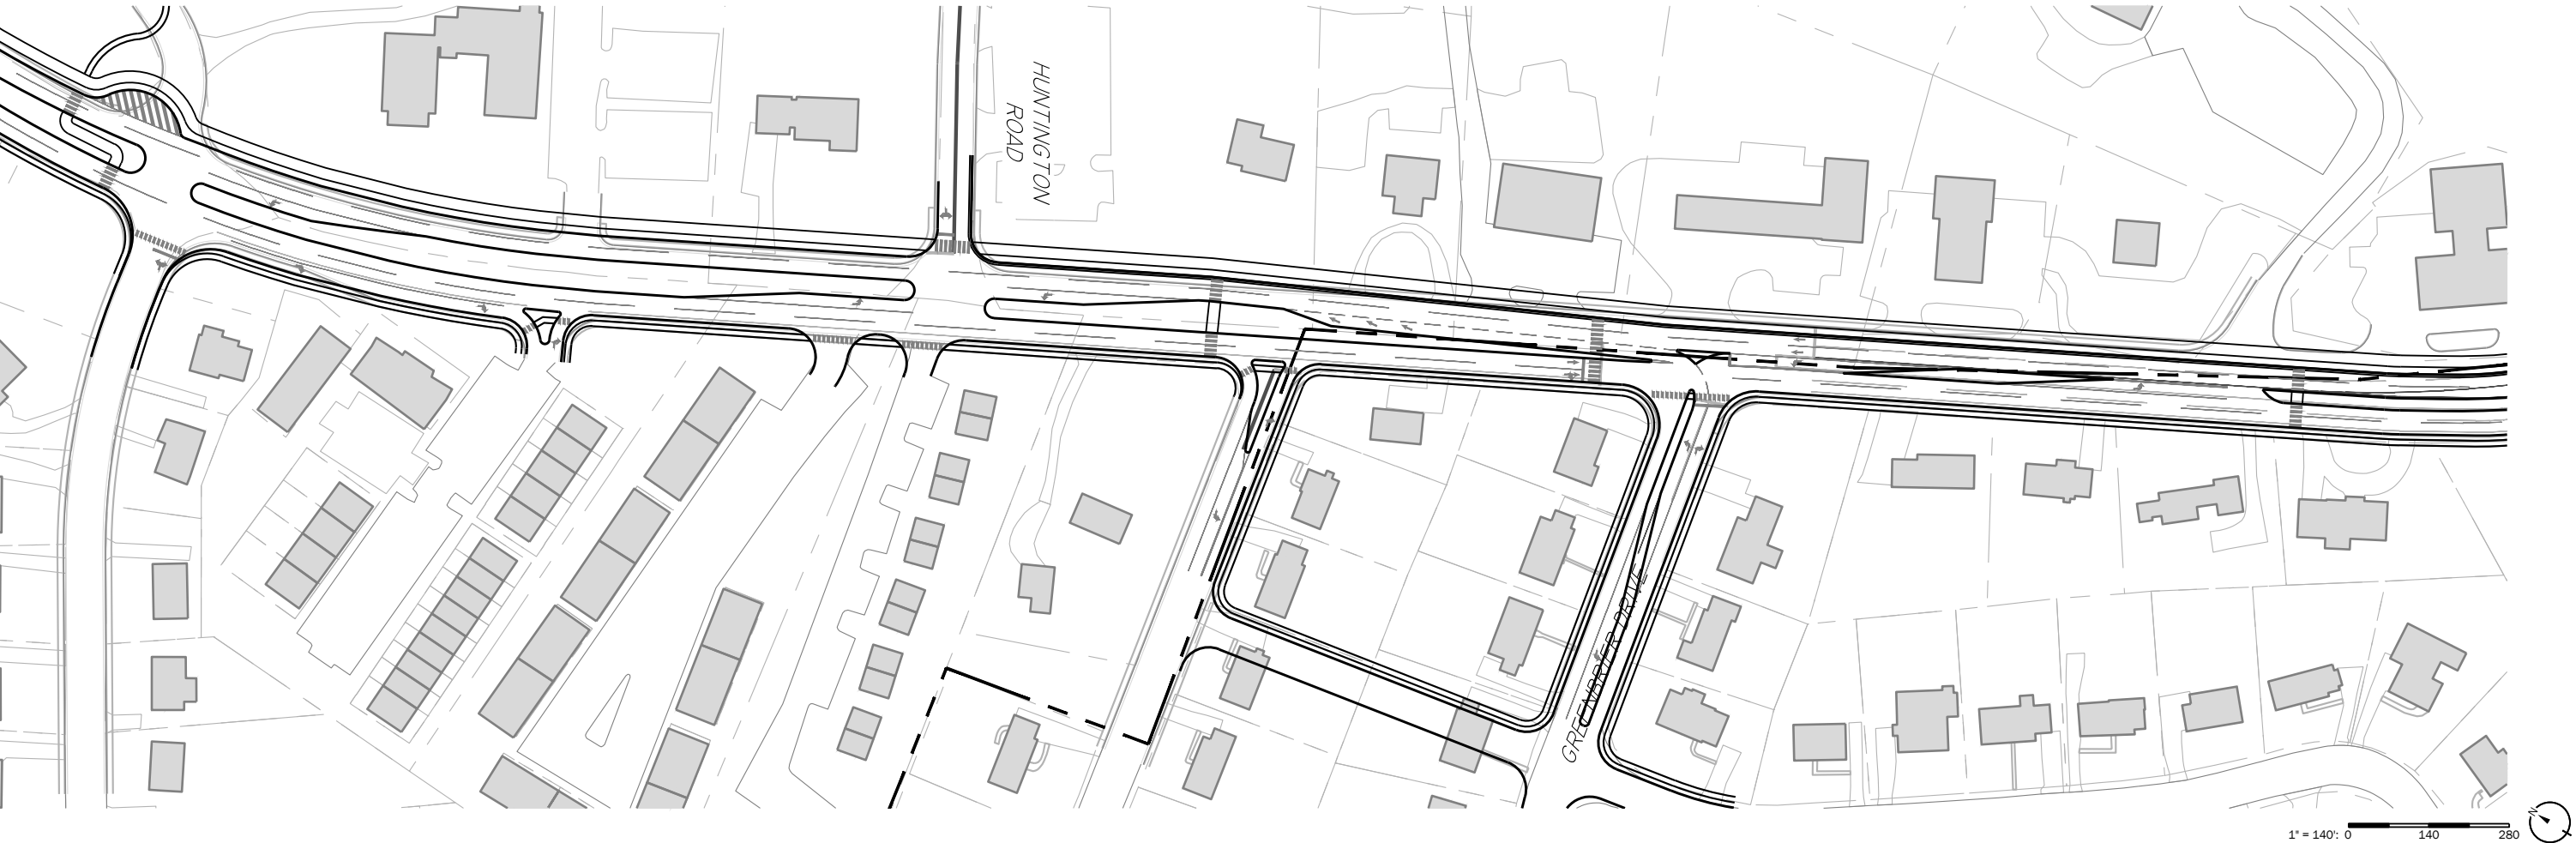 HUNTINGTON
ROAD
GREENBRIER DRIVE
N
1" = 140': 0 140 280